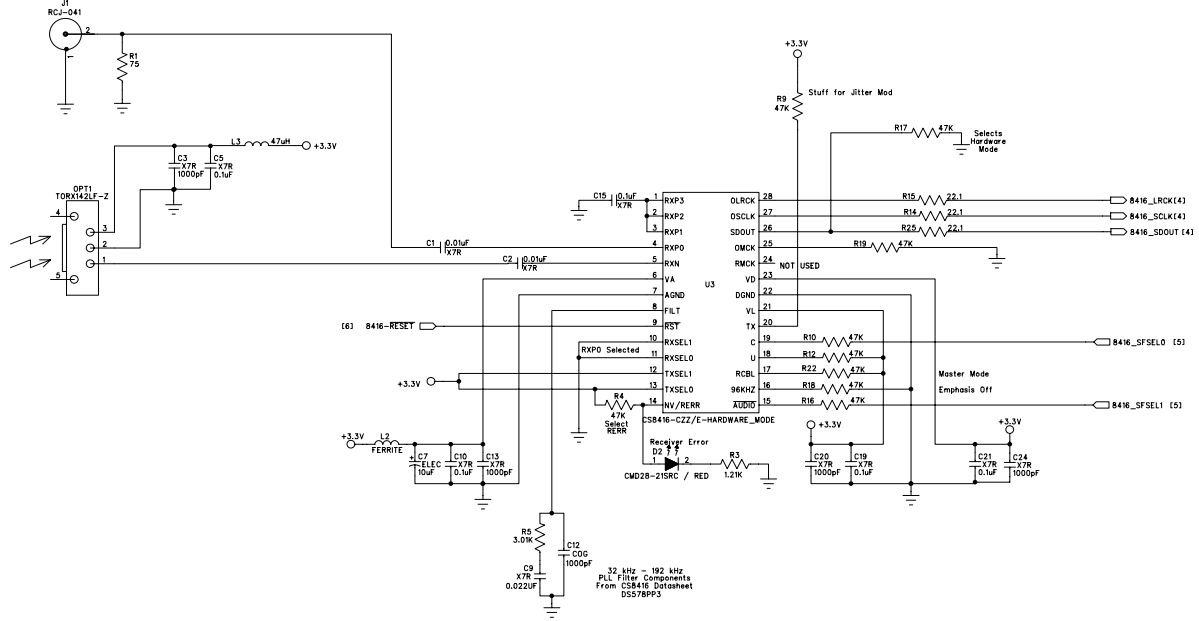 J1
RCJ-041
2
1
R1
75
+3.3V
R9
47K
Stuff for Jitter Mod
R17
47K
Selects
Hardware
Mode
L3
47uH
+3.3V
C3
X7R
1000pF
C5
X7R
0.1uF
OPT1
TORX142LF-Z
4
3
2
1
5
C15
0.1uF
X7R
C1
0.01uF
X7R
C2
0.01uF
X7R
1
RXP3
2
RXP2
3
RXP1
4
RXP0
5
RXN
6
VA
7
AGND
8
FILT
9
RST
10
RXSEL1
11
RXSEL0
12
TXSEL1
13
TXSEL0
14
NV/RERR
U3
OLRCK
28
OSCLK
27
SDOUT
26
OMCK
25
RMCK
24
VD
23
DGND
22
VL
21
TX
20
C
19
U
18
RCBL
17
96KHZ
16
AUDIO
15
CS8416-CZZ/E-HARDWARE_MODE
R15
22.1
8416_LRCK[4]
R14
22.1
8416_SCLK[4]
R25
22.1
8416_SDOUT [4]
R19
47K
NOT USED
[6] 8416-RESET
RXP0 Selected
+3.3V
R10
47K
8416_SFSEL0 [5]
R12
47K
R22
47K
Master Mode
R18
47K
Emphasis Off
R16
47K
8416_SFSEL1 [5]
R4
47K
Select
RERR
+3.3V
L2
FERRITE
C7
ELEC
10uF
+
C10
X7R
0.1uF
C13
X7R
1000pF
Receiver Error
D2
1
2
CMD28-21SRC / RED
R3
1.21K
+3.3V
C20
X7R
1000pF
C19
X7R
0.1uF
+3.3V
C21
X7R
0.1uF
C24
X7R
1000pF
R5
3.01K
C12
COG
1000pF
C9
X7R
0.022UF
32 kHz - 192 kHz
PLL Filter Components
From CS8416 Datasheet
DS578PP3